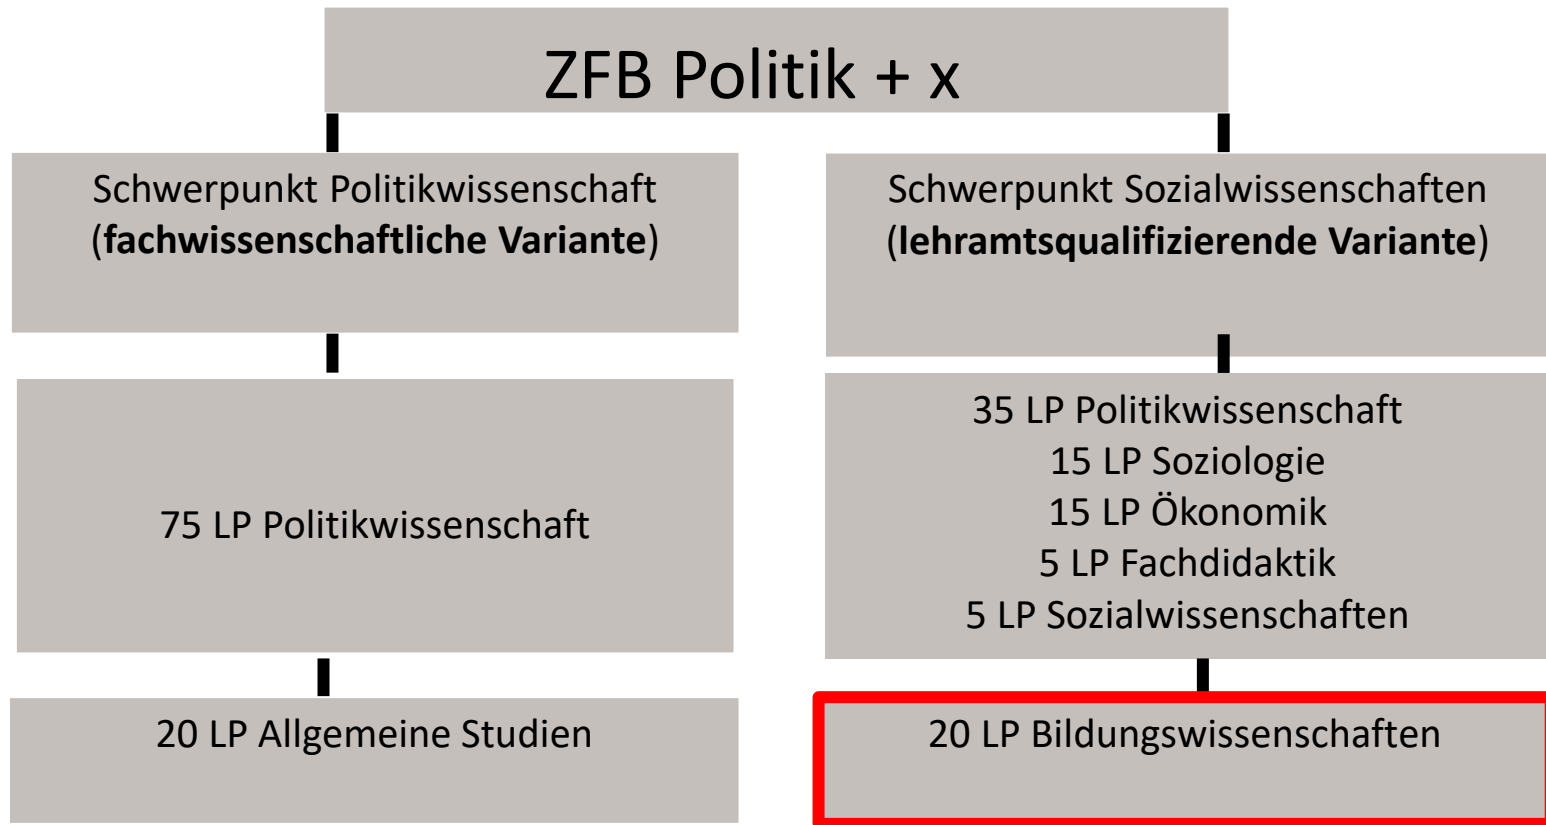 ZFB Politik + x
Schwerpunkt Politikwissenschaft
(fachwissenschaftliche Variante)
Schwerpunkt Sozialwissenschaften
(lehramtsqualifizierende Variante)
75 LP Politikwissenschaft
35 LP Politikwissenschaft
15 LP Soziologie
15 LP Ökonomik
5 LP Fachdidaktik
5 LP Sozialwissenschaften
20 LP Allgemeine Studien
20 LP Bildungswissenschaften